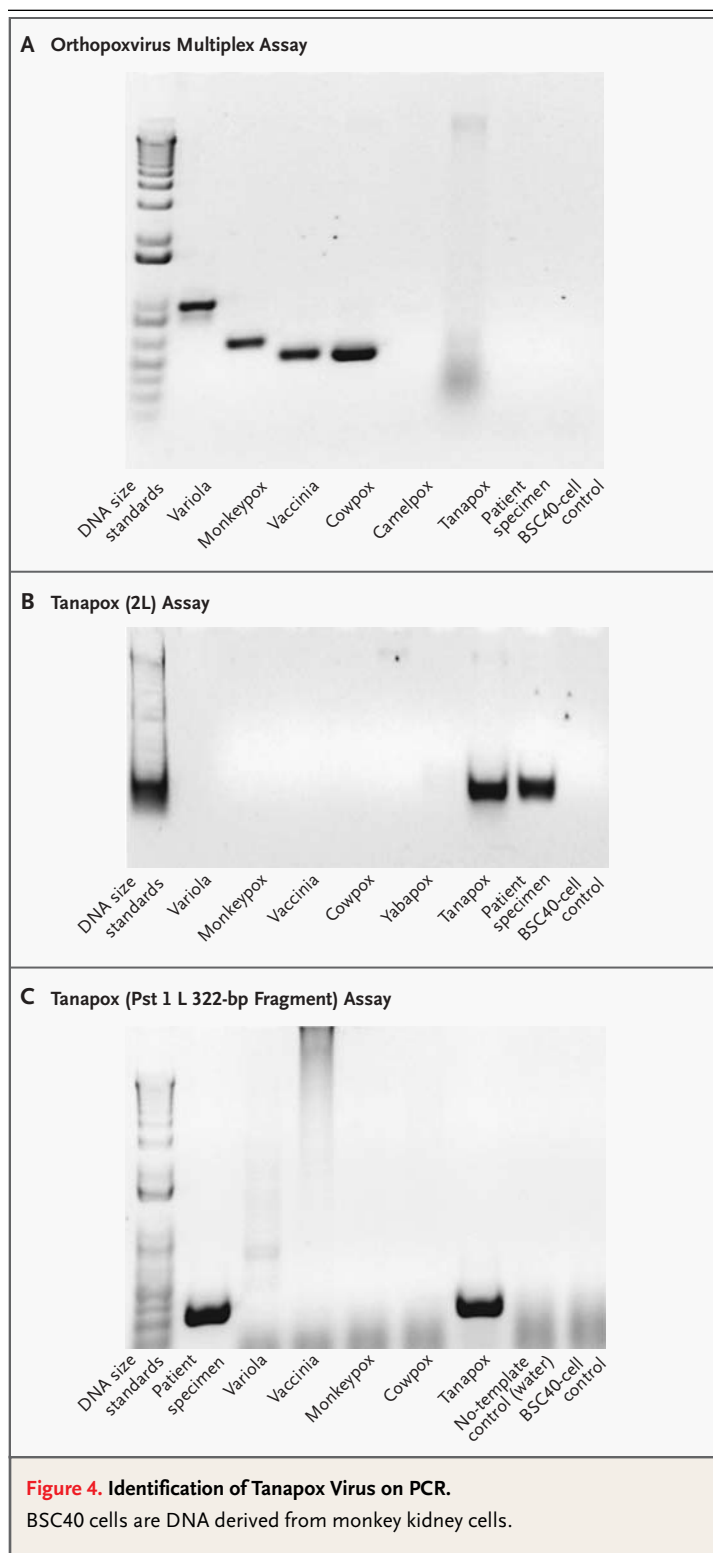 A Orthopoxvirus Multiplex Assay
DNA size
standards
Variola
Monkeypox
Vaccinia
Cowpox
Camelpox
Tanapox
Patient
specimen
BSC40-cell
control
B Tanapox (2L) Assay
DNA size
standards
Variola
Monkeypox
Vaccinia
Cowpox
Yabapox
Tanapox
Patient
specimen
BSC40-cell
control
C Tanapox (Pst 1 L 322-bp Fragment) Assay
DNA size
standards
Patient
specimen
Variola
Vaccinia
Monkeypox
Cowpox
Tanapox
No-template
control (water)
BSC40-cell
control
Figure 4. Identification of Tanapox Virus on PCR.
BSC40 cells are DNA derived from monkey kidney cells.